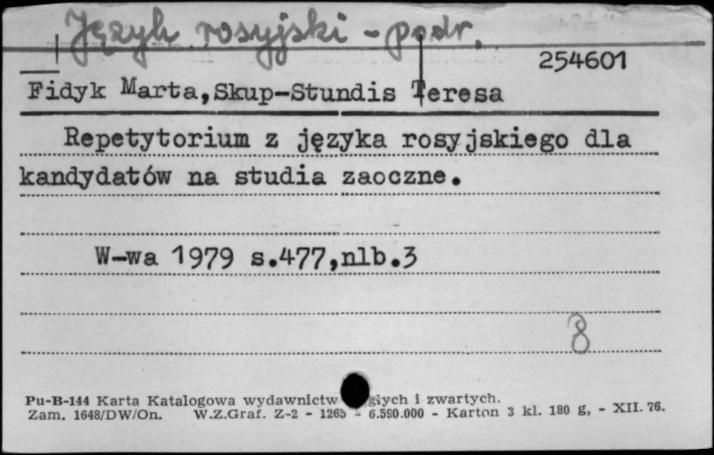 Język rosyjski - podr.
254601
Fidyk Marta, Skup-Stundis Teresa
Repetytorium z języka rosyjskiego dla
kandydatów na studia zaoczne.
W-wa 1979 s.477,nlb.3
8
Pu-B-144 Karta Katalogowa wydawnictw głych i zwartych.
Zam. 1648/DW/On. W.Z.Graf. Z-2 - 1265 - 6.580.000 - Karton 3 kl. 180 g, - XII. 76.